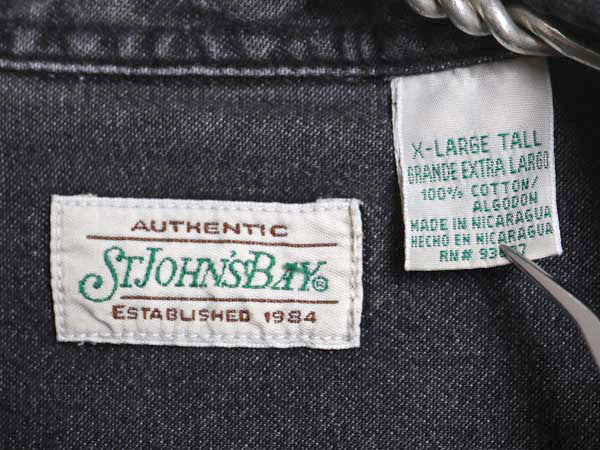 AUTHENTIC
ST. JOHN'S BAY®
ESTABLISHED 1984
X-LARGE TALL
GRANDE EXTRA LARGO
100% COTTON/
ALGODON
MADE IN NICARAGUA
HECHO EN NICARAGUA
RN#